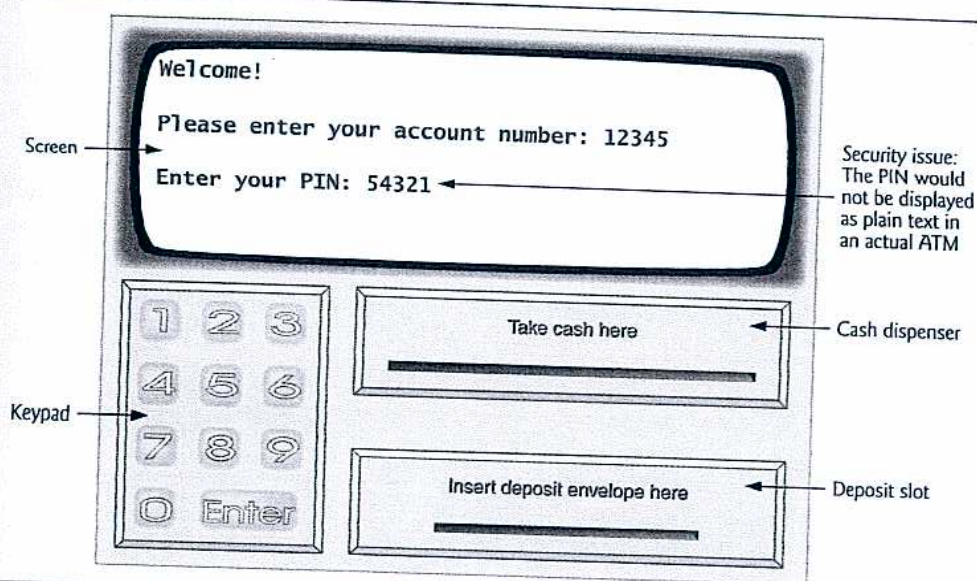 Welcome!
Please enter your account number: 12345
Enter your PIN: 54321
Screen
Security issue:
The PIN would
not be displayed
as plain text in
an actual ATM
1 2 3
4 5 6
7 8 9
0 Enter
Keypad
Take cash here
Cash dispenser
Insert deposit envelope here
Deposit slot